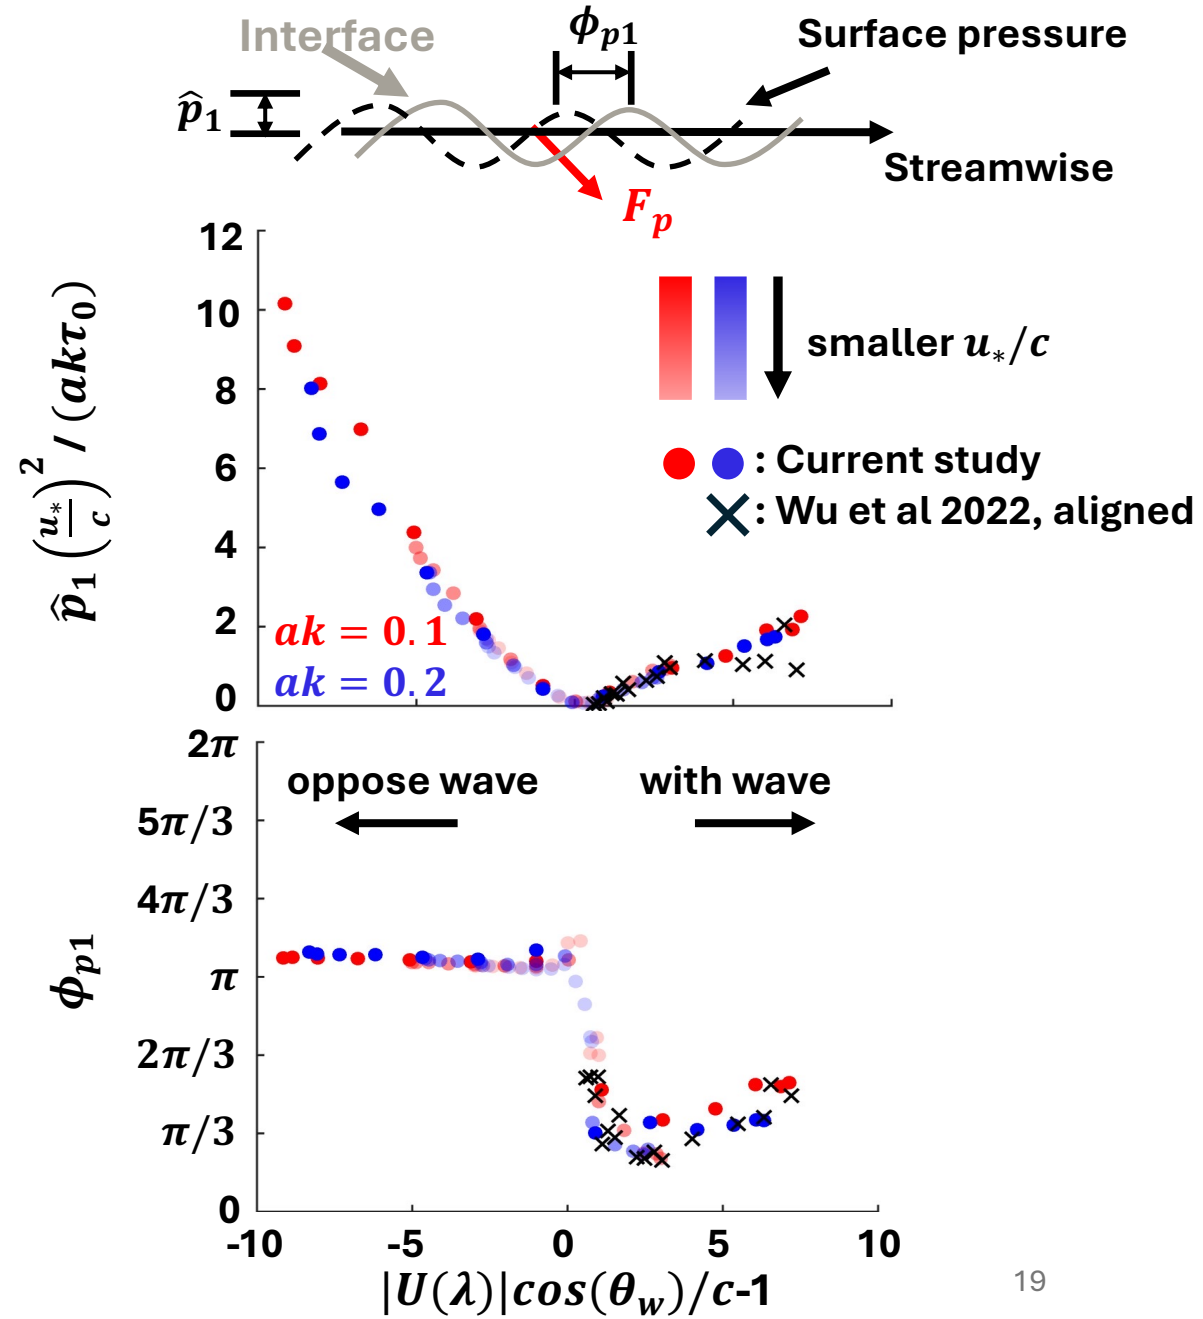 Interface
ϕₚ₁
Surface pressure
p̂₁
Streamwise
Fₚ
p̂₁ (u*/c)² / (akτ₀)
12
10
8
6
4
2
0
smaller u*/c
: Current study
: Wu et al 2022, aligned
ak = 0.1
ak = 0.2
ϕₚ₁
2π
5π/3
4π/3
π
2π/3
π/3
0
oppose wave
with wave
-10 -5 0 5 10
|U(λ)|cos(θ_w)/c-1
19